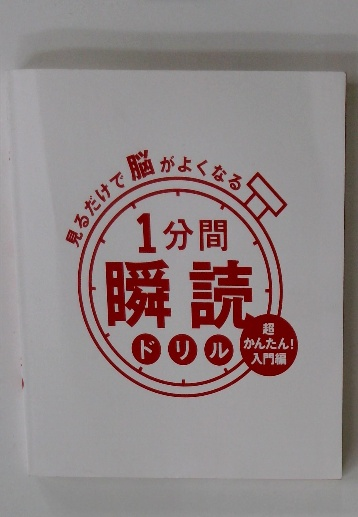 見るだけで脳がよくなる
1分間
瞬読
ドリル
超
かんたん!
入門編